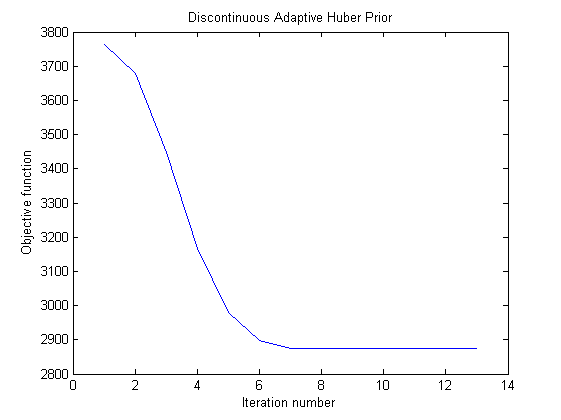 Discontinuous Adaptive Huber Prior
3800
3700
3600
3500
3400
3300
3200
3100
3000
2900
2800
Objective function
0 2 4 6 8 10 12 14
Iteration number